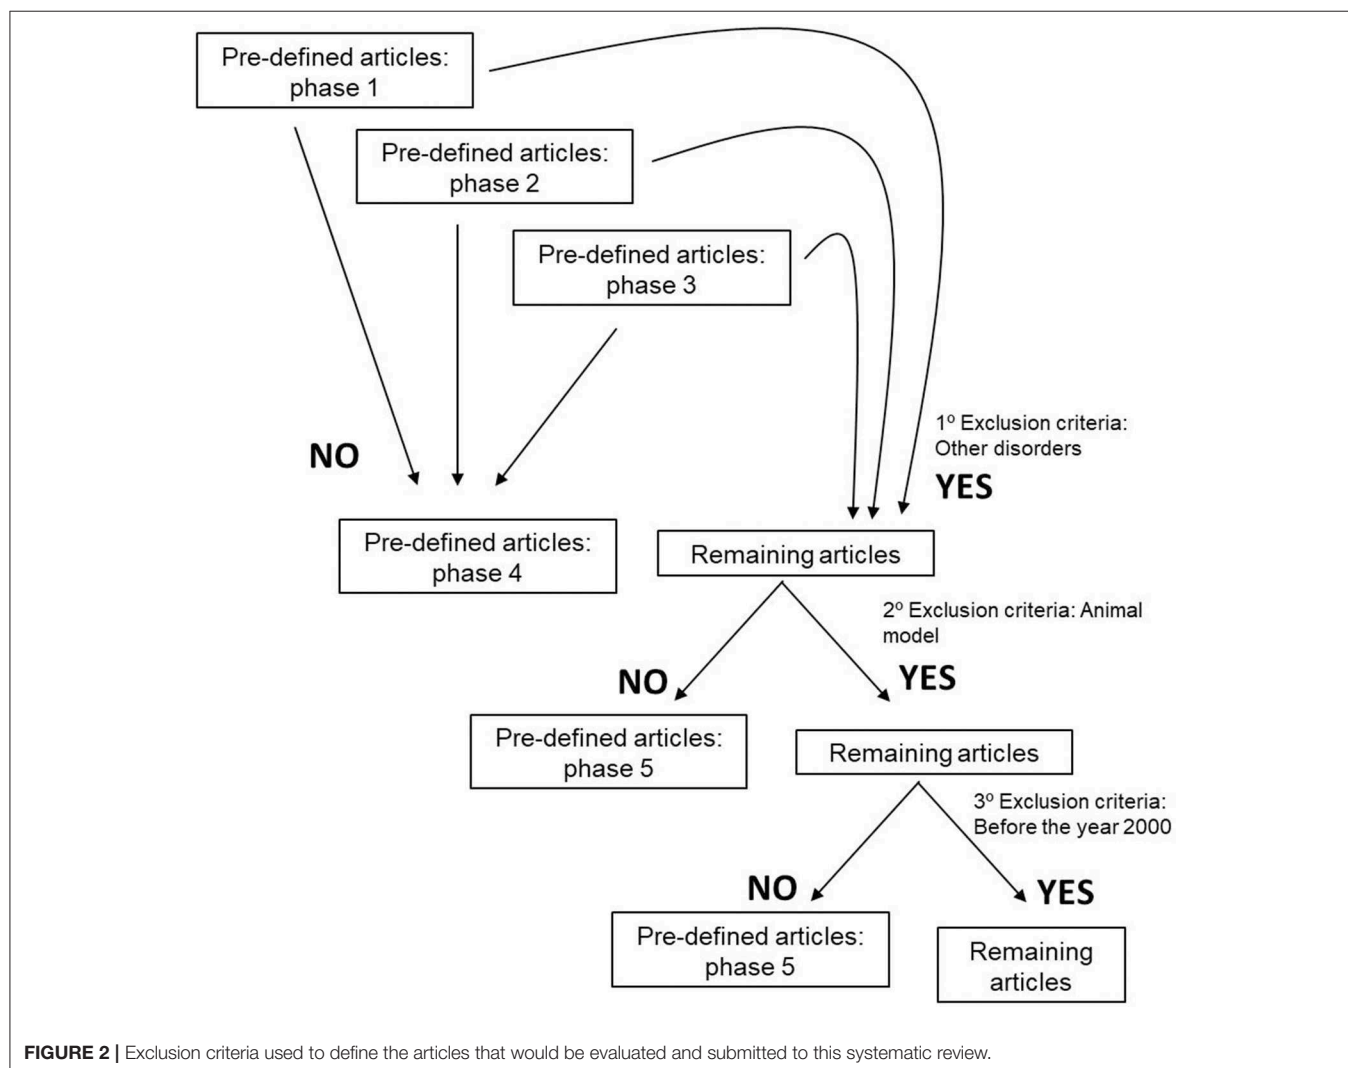 Pre-defined articles:
phase 1
Pre-defined articles:
phase 2
Pre-defined articles:
phase 3
1º Exclusion criteria:
Other disorders
NO
YES
Pre-defined articles:
phase 4
Remaining articles
2º Exclusion criteria: Animal
model
NO
YES
Pre-defined articles:
phase 5
Remaining articles
3º Exclusion criteria:
Before the year 2000
NO
YES
Pre-defined articles:
phase 5
Remaining
articles
FIGURE 2 | Exclusion criteria used to define the articles that would be evaluated and submitted to this systematic review.